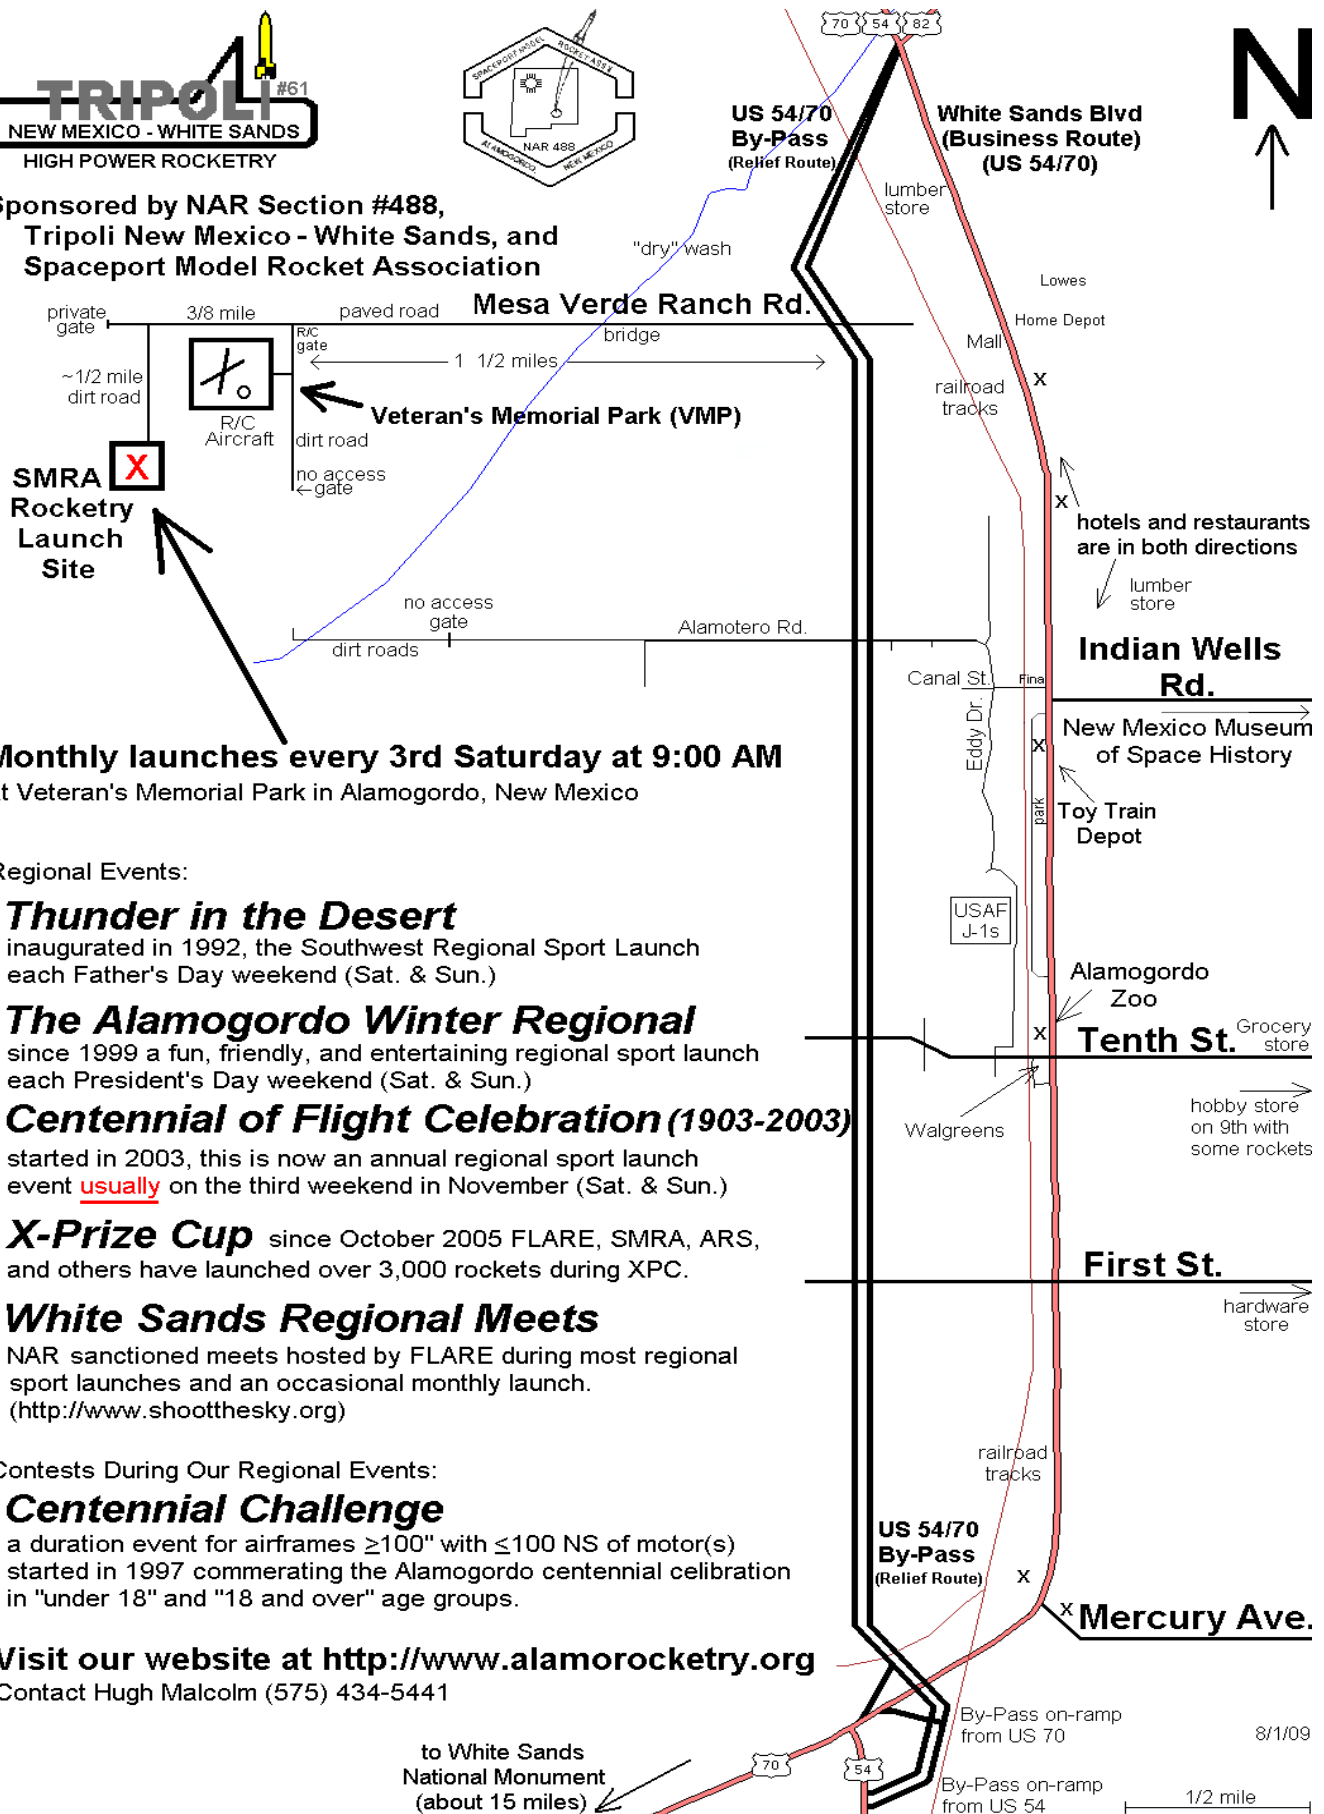 TRIPOLI #61
NEW MEXICO - WHITE SANDS
HIGH POWER ROCKETRY
SPACEPORT MODEL ROCKET ASS'N
NAR 488
ALAMOGORDO, NEW MEXICO
70 54 82
N
US 54/70
By-Pass
(Relief Route)
White Sands Blvd
(Business Route)
(US 54/70)
Sponsored by NAR Section #488,
Tripoli New Mexico - White Sands, and
Spaceport Model Rocket Association
lumber
store
"dry" wash
Lowes
Home Depot
Mall
X
railroad
tracks
private
gate
3/8 mile
paved road
Mesa Verde Ranch Rd.
bridge
R/C
gate
1 1/2 miles
~1/2 mile
dirt road
R/C
Aircraft
Veteran's Memorial Park (VMP)
dirt road
no access
gate
X
SMRA
Rocketry
Launch
Site
X
hotels and restaurants
are in both directions
lumber
store
no access
gate
dirt roads
Alamotero Rd.
Canal St.
Fina
Eddy Dr.
Indian Wells
Rd.
New Mexico Museum
of Space History
X
park
Toy Train
Depot
Monthly launches every 3rd Saturday at 9:00 AM
at Veteran's Memorial Park in Alamogordo, New Mexico
Regional Events:
Thunder in the Desert
inaugurated in 1992, the Southwest Regional Sport Launch
each Father's Day weekend (Sat. & Sun.)
USAF
J-1s
Alamogordo
Zoo
X
Tenth St.
Grocery
store
The Alamogordo Winter Regional
since 1999 a fun, friendly, and entertaining regional sport launch
each President's Day weekend (Sat. & Sun.)
Walgreens
hobby store
on 9th with
some rockets
Centennial of Flight Celebration (1903-2003)
started in 2003, this is now an annual regional sport launch
event usually on the third weekend in November (Sat. & Sun.)
X-Prize Cup since October 2005 FLARE, SMRA, ARS,
and others have launched over 3,000 rockets during XPC.
First St.
hardware
store
White Sands Regional Meets
NAR sanctioned meets hosted by FLARE during most regional
sport launches and an occasional monthly launch.
(http://www.shootthesky.org)
railroad
tracks
Contests During Our Regional Events:
Centennial Challenge
a duration event for airframes ≥100" with ≤100 NS of motor(s)
started in 1997 commerating the Alamogordo centennial celibration
in "under 18" and "18 and over" age groups.
US 54/70
By-Pass
(Relief Route)
X
X
Mercury Ave.
Visit our website at http://www.alamorocketry.org
Contact Hugh Malcolm (575) 434-5441
By-Pass on-ramp
from US 70
8/1/09
to White Sands
National Monument
(about 15 miles)
70
54
By-Pass on-ramp
from US 54
1/2 mile